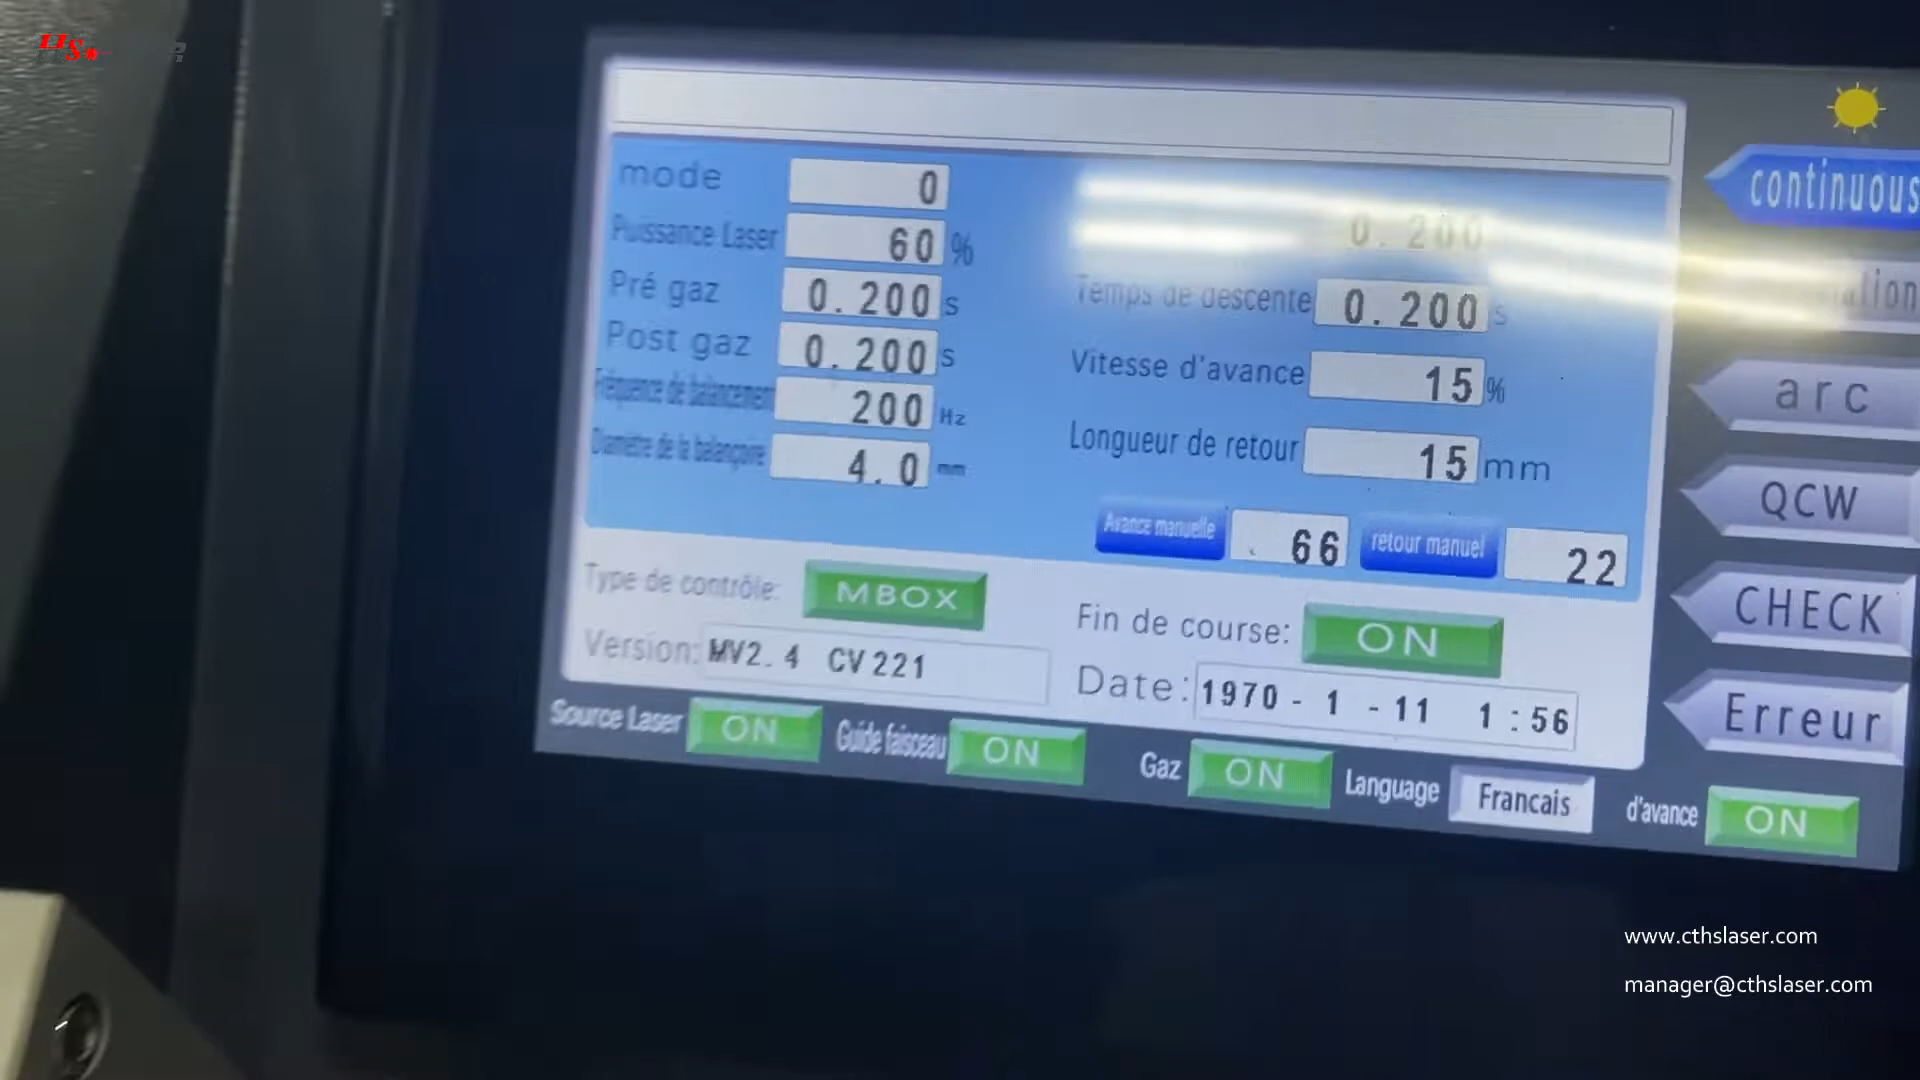 HS
mode 0
Puissance Laser 60 %
Pré gaz 0.200 s
Post gaz 0.200 s
Fréquence de balancement 200 Hz
Diamètre de la balançoire 4.0 mm
0.200
Temps de descente 0.200 s
Vitesse d'avance 15 %
Longueur de retour 15 mm
Avance manuelle 66 retour manuel 22
Type de contrôle: MBOX
Fin de course: ON
Version: MV2.4 CV221
Date: 1970 - 1 - 11 1 : 56
Source Laser ON Guide faisceau ON Gaz ON Language Francais d'avance ON
continuous
arc
QCW
CHECK
Erreur
www.cthslaser.com
manager@cthslaser.com